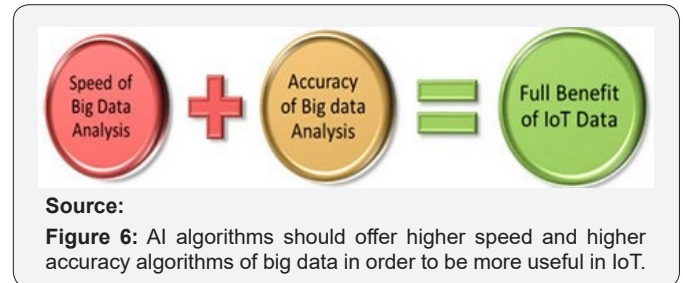 Speed of
Big Data
Analysis
Accuracy
of Big data
Analysis
Full Benefit
of IoT Data
Source:
Figure 6: AI algorithms should offer higher speed and higher
accuracy algorithms of big data in order to be more useful in IoT.